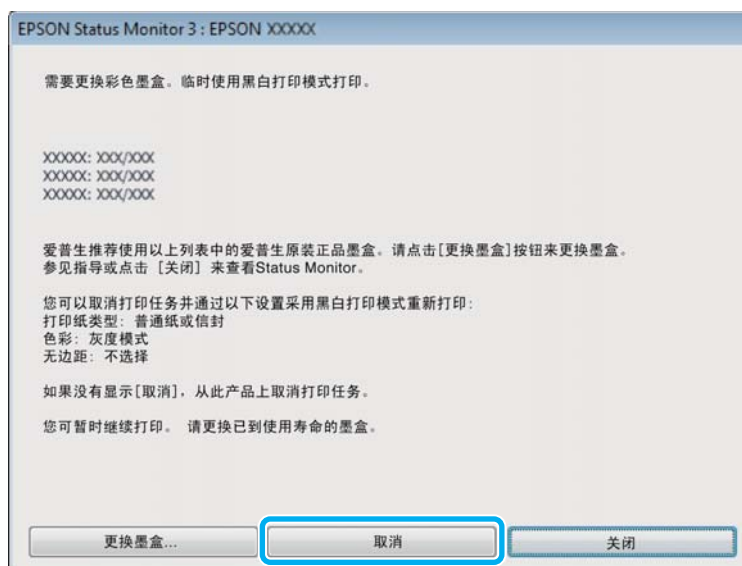 EPSON Status Monitor 3 : EPSON XXXXX
需要更换彩色墨盒。临时使用黑白打印模式打印。
XXXXX: XXX/XXX
XXXXX: XXX/XXX
XXXXX: XXX/XXX
爱普生推荐使用以上列表中的爱普生原装正品墨盒。请点击[更换墨盒]按钮来更换墨盒。
参见指导或点击 [关闭] 来查看Status Monitor。
您可以取消打印任务并通过以下设置采用黑白打印模式重新打印:
打印纸类型: 普通纸或信封
色彩: 灰度模式
无边距: 不选择
如果没有显示[取消], 从此产品上取消打印任务。
您可暂时继续打印。 请更换已到使用寿命的墨盒。
更换墨盒...
取消
关闭